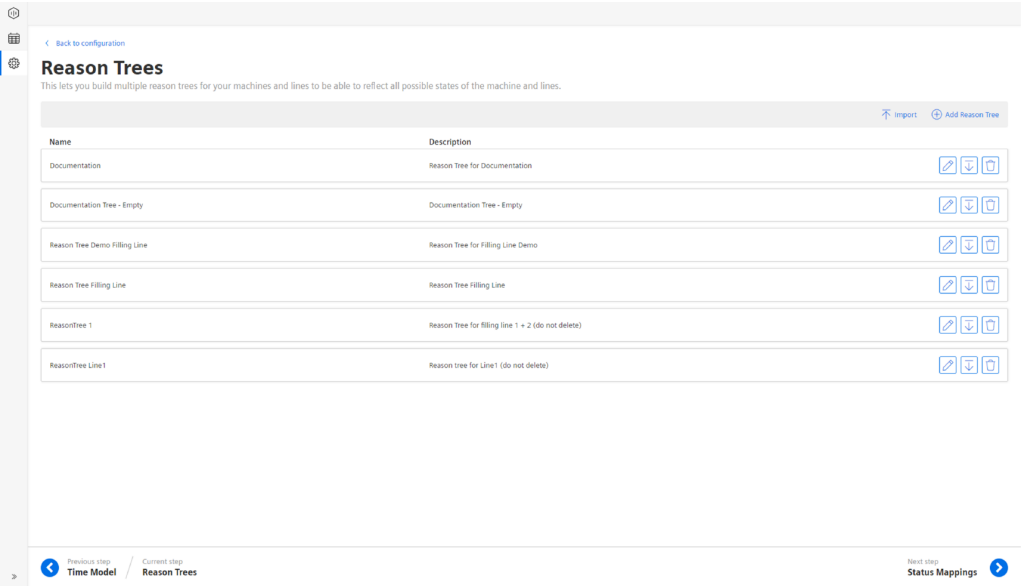 Back to configuration
Reason Trees
This lets you build multiple reason trees for your machines and lines to be able to reflect all possible states of the machine and lines.
Import Add Reason Tree
Name Description
Documentation Reason Tree for Documentation
Documentation Tree - Empty Documentation Tree - Empty
Reason Tree Demo Filling Line Reason Tree for Filling Line Demo
Reason Tree Filling Line Reason Tree Filling Line
ReasonTree 1 Reason Tree for filling line 1 + 2 (do not delete)
ReasonTree Line1 Reason tree for Line1 (do not delete)
Previous step Current step Next step
Time Model Reason Trees Status Mappings